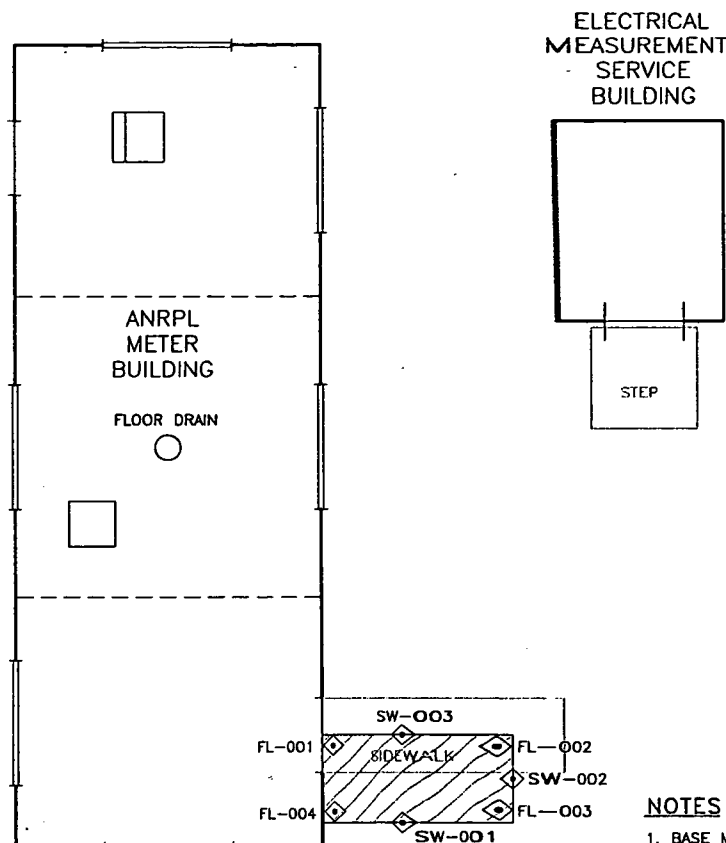 ELECTRICAL
MEASUREMENT
SERVICE
BUILDING
ANRPL
METER
BUILDING
FLOOR DRAIN
STEP
SW-003
FL-001
FL-002
SIDEWALK
SW-002
FL-004
FL-003
SW-001
NOTES
1. BASE M